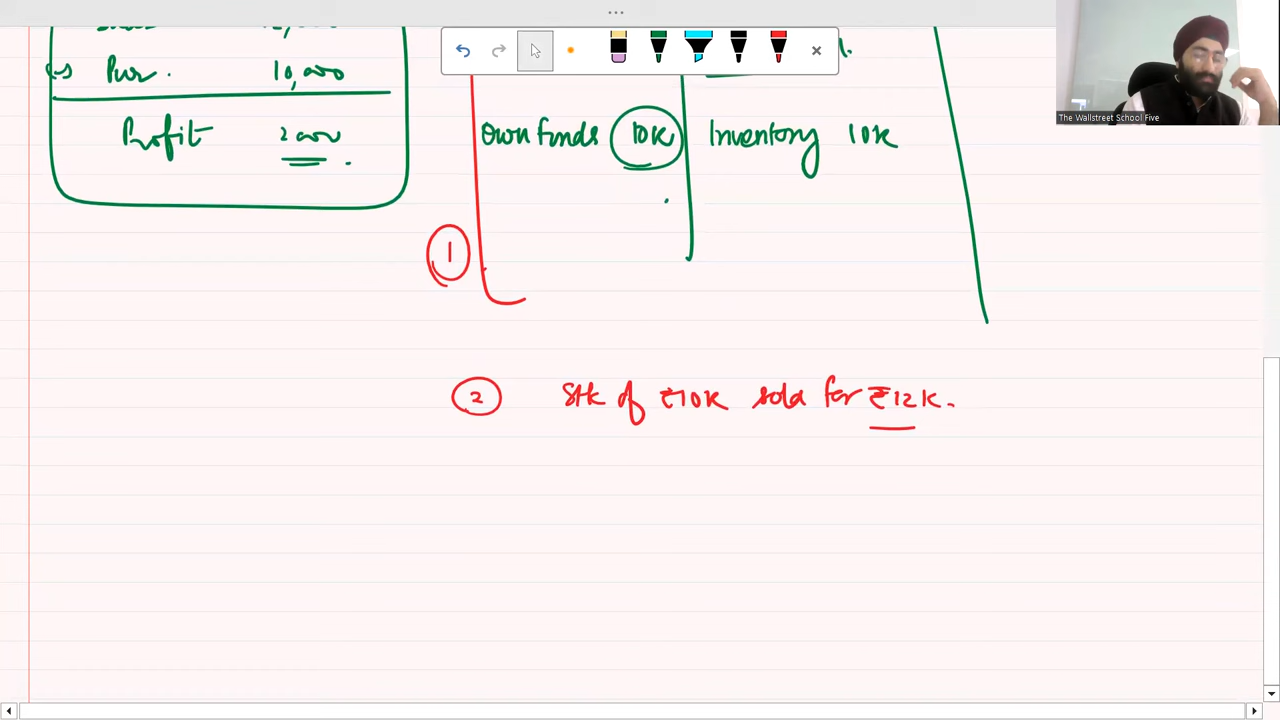 (-) Pur. 10,000
Profit 2000
Own funds 10K Inventory 10K
1
2 Stk of ₹10K sold for ₹12K.
The Wallstreet School Five